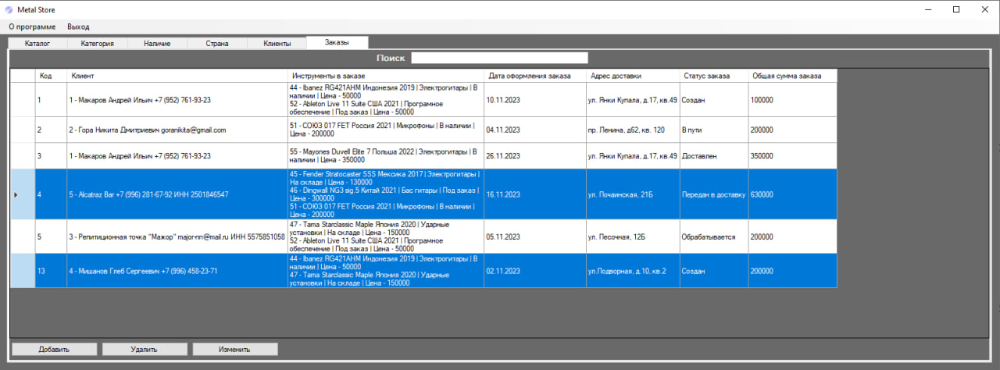 Metal Store
О программе Выход
Каталог Категория Наличие Страна Клиенты Заказы
Поиск
Код Клиент Инструменты в заказе Дата оформления заказа Адрес доставки Статус заказа Общая сумма заказа
1 1 - Макаров Андрей Ильич +7 (952) 761-93-23 44 - Ibanez RG421AHM Индонезия 2019 | Электрогитары | В
наличии | Цена - 50000
52 - Ableton Live 11 Suite США 2021 | Програмное
обеспечение | Под заказ | Цена - 50000 10.11.2023 ул. Янки Купала, д.17, кв.49 Создан 100000
2 2 - Гора Никита Дмитриевич goranikita@gmail.com 51 - СОЮЗ 017 FET Россия 2021 | Микрофоны | В наличии |
Цена - 200000 04.11.2023 пр. Ленина, д62, кв. 120 В пути 200000
3 1 - Макаров Андрей Ильич +7 (952) 761-93-23 55 - Mayones Duvell Elite 7 Польша 2022 | Электрогитары | В
наличии | Цена - 350000 26.11.2023 ул. Янки Купала, д.17, кв.49 Доставлен 350000
4 5 - Alcatraz Bar +7 (996) 281-67-92 ИНН 2501846547 45 - Fender Stratocaster SSS Мексика 2017 | Электрогитары |
На складе | Цена - 130000
46 - Dingwall NG3 sig.5 Китай 2021 | Бас гитары | Под заказ |
Цена - 300000
51 - СОЮЗ 017 FET Россия 2021 | Микрофоны | В наличии |
Цена - 200000 16.11.2023 ул. Почаинская, 21Б Передан в доставку 630000
5 3 - Репитиционная точка "Мажор" major-nn@mail.ru ИНН 5575851058 47 - Tama Starclassic Maple Япония 2020 | Ударные
установки | На складе | Цена - 150000
52 - Ableton Live 11 Suite США 2021 | Програмное
обеспечение | Под заказ | Цена - 50000 05.11.2023 ул. Песочная, 12Б Обрабатывается 200000
13 4 - Мишанов Глеб Сергеевич +7 (996) 458-23-71 44 - Ibanez RG421AHM Индонезия 2019 | Электрогитары | В
наличии | Цена - 50000
47 - Tama Starclassic Maple Япония 2020 | Ударные
установки | На складе | Цена - 150000 02.11.2023 ул.Подворная, д.10, кв.2 Создан 200000
Добавить Удалить Изменить